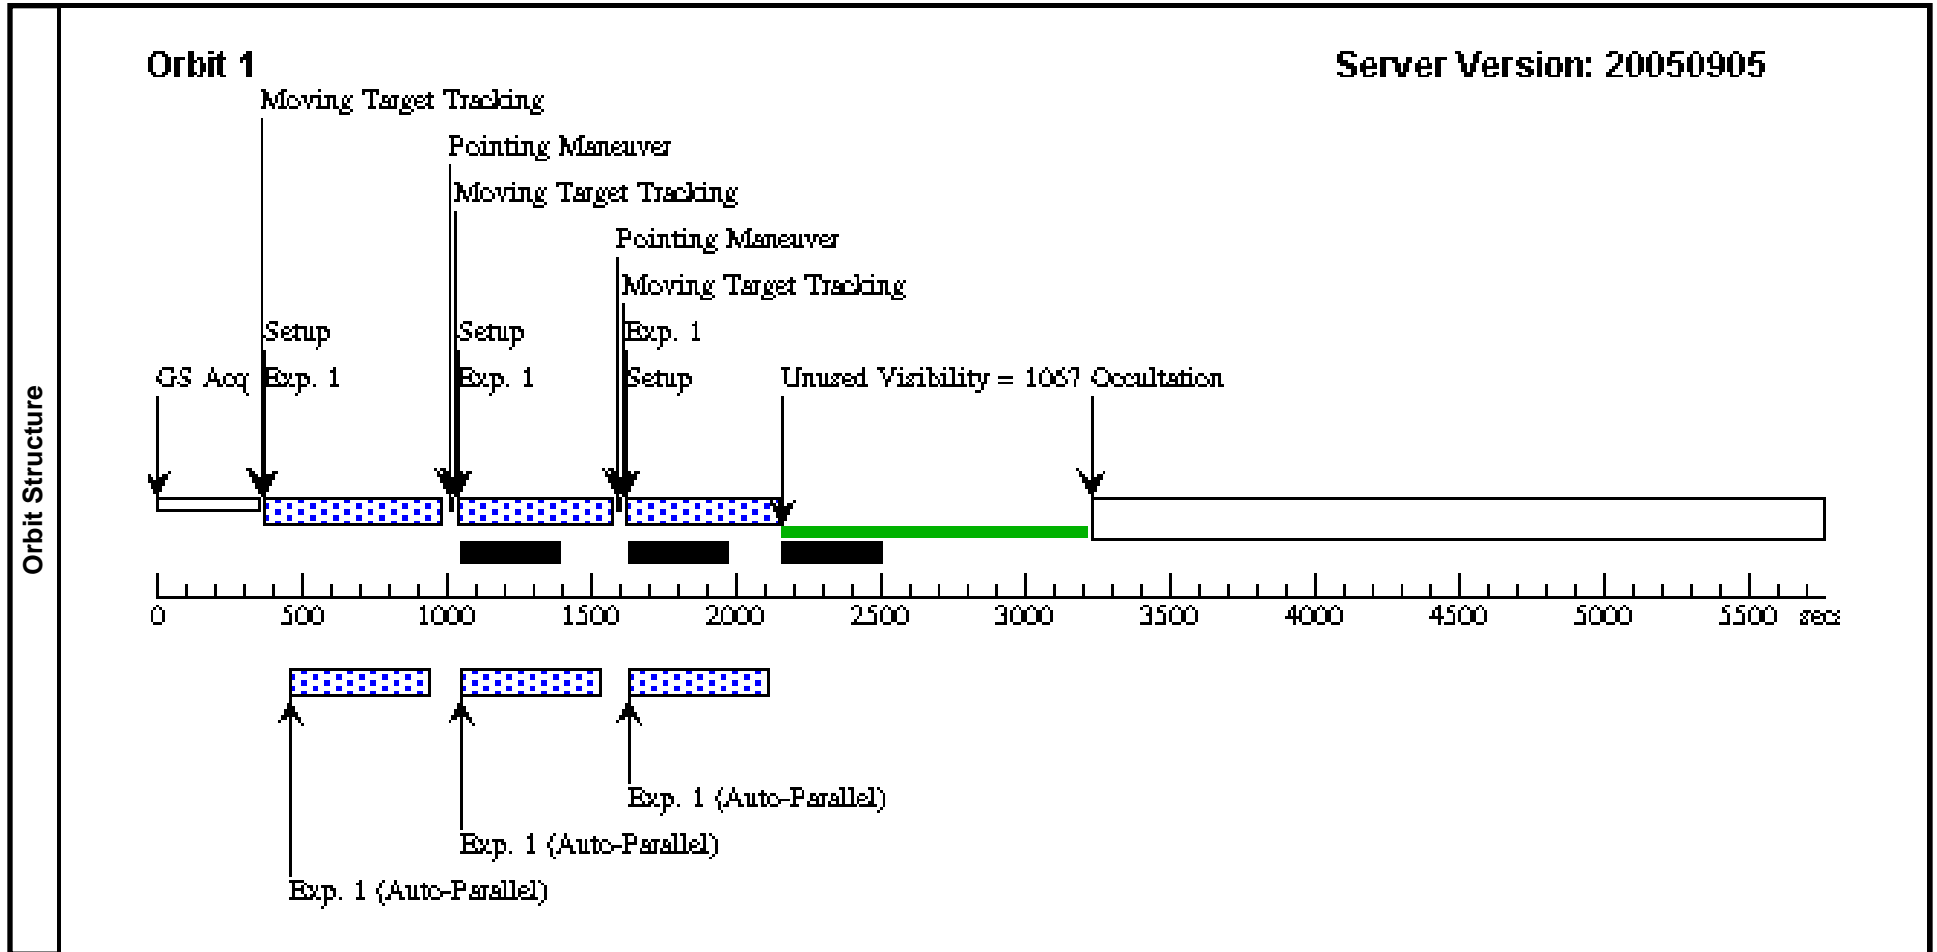 Orbit Structure
Orbit 1
Server Version: 20050905
Moving Target Tracking
Pointing Maneuver
Moving Target Tracking
Pointing Maneuver
Moving Target Tracking
Setup
Setup
Exp. 1
GS Acq
Exp. 1
Exp. 1
Setup
Unused Visibility = 1067
Occultation
0
500
1000
1500
2000
2500
3000
3500
4000
4500
5000
5500
secs
Exp. 1 (Auto-Parallel)
Exp. 1 (Auto-Parallel)
Exp. 1 (Auto-Parallel)